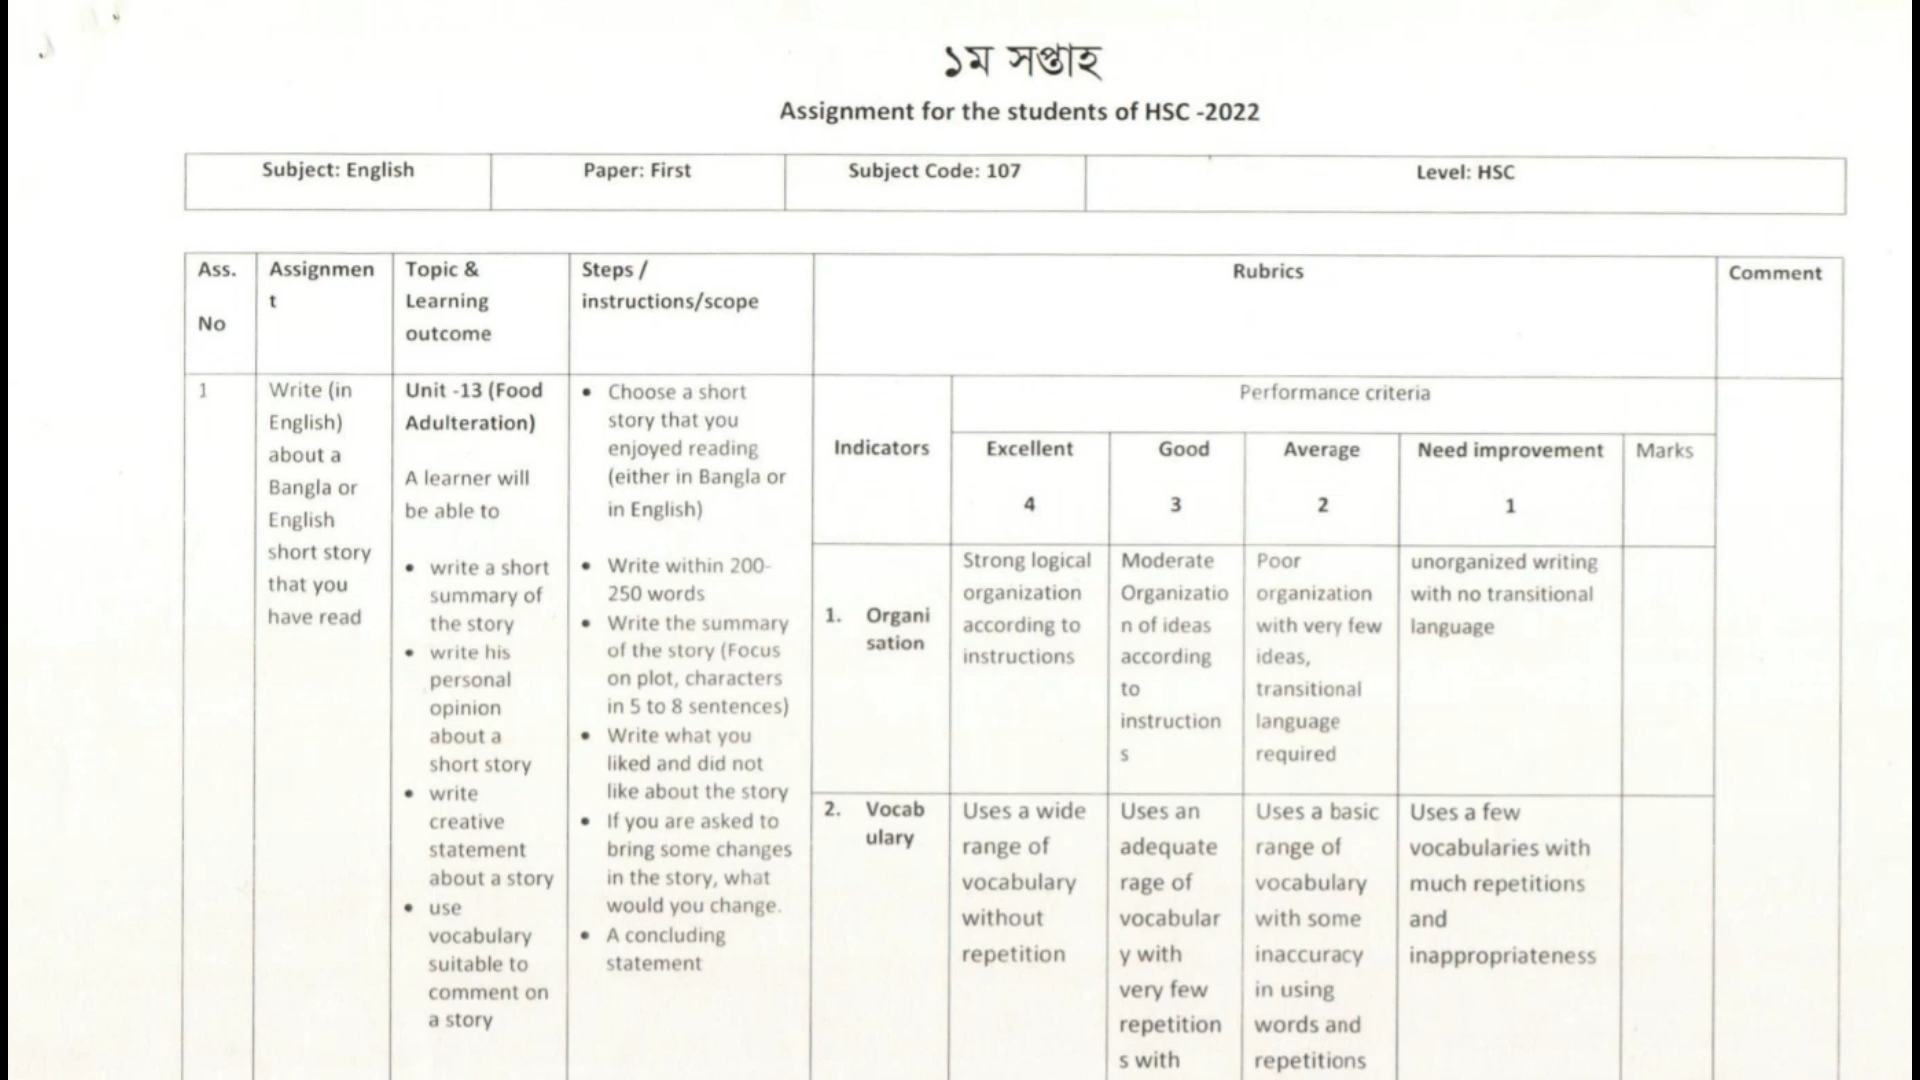 ১ম সপ্তাহ
Assignment for the students of HSC -2022
Subject: English
Paper: First
Subject Code: 107
Level: HSC
Ass.
No
Assignmen
t
Topic &
Learning
outcome
Steps /
instructions/scope
Rubrics
Comment
1
Write (in
English)
about a
Bangla or
English
short story
that you
have read
Unit -13 (Food
Adulteration)
A learner will
be able to
• write a short
summary of
the story
• write his
personal
opinion
about a
short story
• write
creative
statement
about a story
• use
vocabulary
suitable to
comment on
a story
• Choose a short
story that you
enjoyed reading
(either in Bangla or
in English)
• Write within 200-
250 words
• Write the summary
of the story (Focus
on plot, characters
in 5 to 8 sentences)
• Write what you
liked and did not
like about the story
• If you are asked to
bring some changes
in the story, what
would you change.
• A concluding
statement
Indicators
Performance criteria
Excellent
4
Good
3
Average
2
Need improvement
1
Marks
1. Organi
sation
Strong logical
organization
according to
instructions
Moderate
Organizatio
n of ideas
according
to
instruction
s
Poor
organization
with very few
ideas,
transitional
language
required
unorganized writing
with no transitional
language
2. Vocab
ulary
Uses a wide
range of
vocabulary
without
repetition
Uses an
adequate
rage of
vocabular
y with
very few
repetition
s with
Uses a basic
range of
vocabulary
with some
inaccuracy
in using
words and
repetitions
Uses a few
vocabularies with
much repetitions
and
inappropriateness